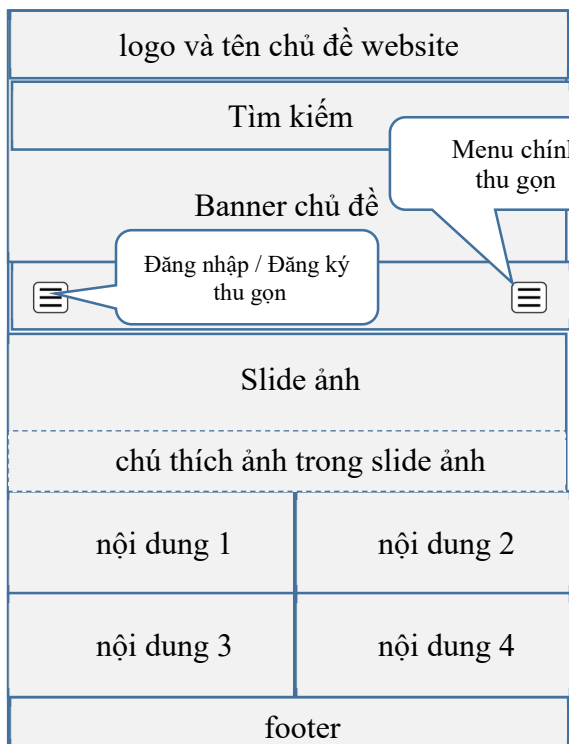 logo và tên chủ đề website
Tìm kiếm
Menu chính
thu gọn
Banner chủ đề
Đăng nhập / Đăng ký
thu gọn
Slide ảnh
chú thích ảnh trong slide ảnh
nội dung 1
nội dung 2
nội dung 3
nội dung 4
footer